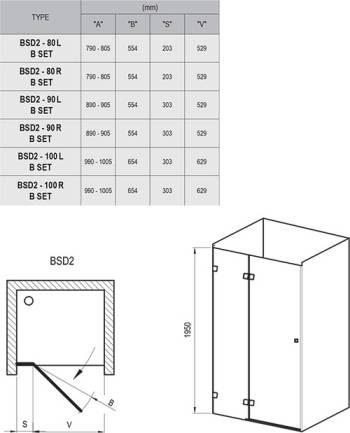 TYPE (mm)
"A" "B" "S" "V"
BSD2 - 80 L
B SET 790 - 805 554 203 529
BSD2 - 80 R
B SET 790 - 805 554 203 529
BSD2 - 90 L
B SET 890 - 905 554 303 529
BSD2 - 90 R
B SET 890 - 905 554 303 529
BSD2 - 100 L
B SET 990 - 1005 654 303 629
BSD2 - 100 R
B SET 990 - 1005 654 303 629
BSD2
B
S V
1950